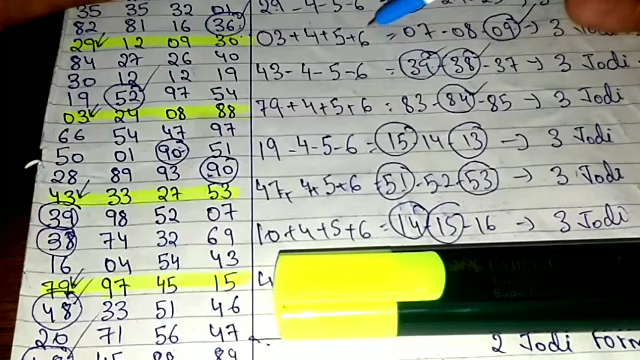 35 35 32 01
82 81 16 36
29 12 09 30
84 27 26 40
30 12 12 19
19 52 97 54
03 29 08 88
66 54 47 97
50 01 90 51
28 89 93 90
43 33 27 53
39 98 52 07
38 74 32 69
16 04 54 43
79 97 45 15
48 33 51 46
20 71 56 47
29-4-5-6
03+4+5+6 =07-08-09→3 Jodi
43-4-5-6 =39-38-37→3 Jodi
79+4+5+6=83-84-85→3 Jodi
19-4-5-6=15 14-13→3 Jodi
47+4+5+6=51-52-53→3 Jodi
10+4+5+6=14-15-16→3 Jodi
2 Jodi form